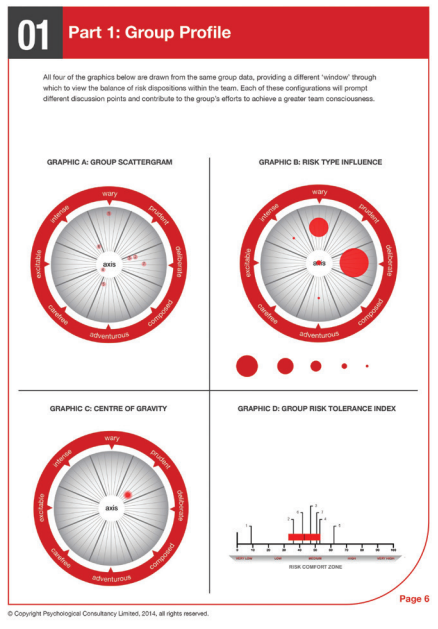 01 Part 1: Group Profile
All four of the graphics below are drawn from the same group data, providing a different 'window' through
which to view the balance of risk dispositions within the team. Each of these configurations will prompt
different discussion points and contribute to the group's efforts to achieve a greater team consciousness.
GRAPHIC A: GROUP SCATTERGRAM
wary
prudent
deliberate
composed
adventurous
carefree
excitable
intense
axis
GRAPHIC B: RISK TYPE INFLUENCE
wary
prudent
deliberate
composed
adventurous
carefree
excitable
intense
axis
GRAPHIC C: CENTRE OF GRAVITY
wary
prudent
deliberate
composed
adventurous
carefree
excitable
intense
axis
GRAPHIC D: GROUP RISK TOLERANCE INDEX
RISK COMFORT ZONE
Page 6
© Copyright Psychological Consultancy Limited, 2014, all rights reserved.